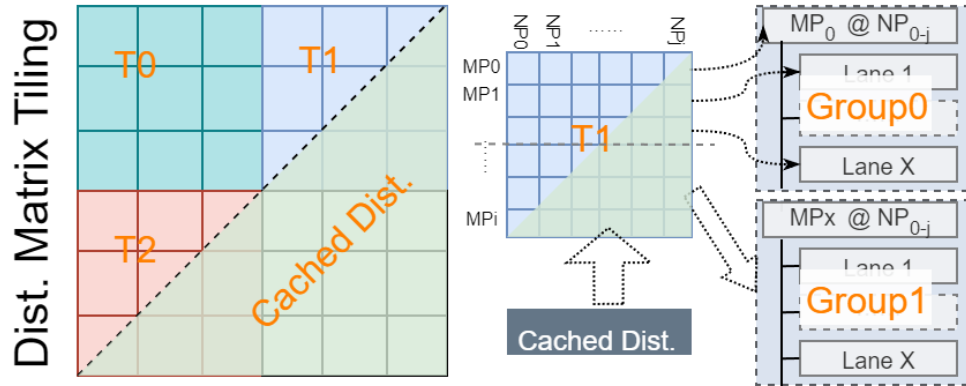 Dist. Matrix Tiling
T0
T1
T2
Cached Dist.
NP0
NP1
......
NPj
MP0
MP1
......
MPi
T1
Cached Dist.
MP0 @ NP0-j
Lane 1
Group0
Lane X
MPx @ NP0-j
Lane 1
Group1
Lane X